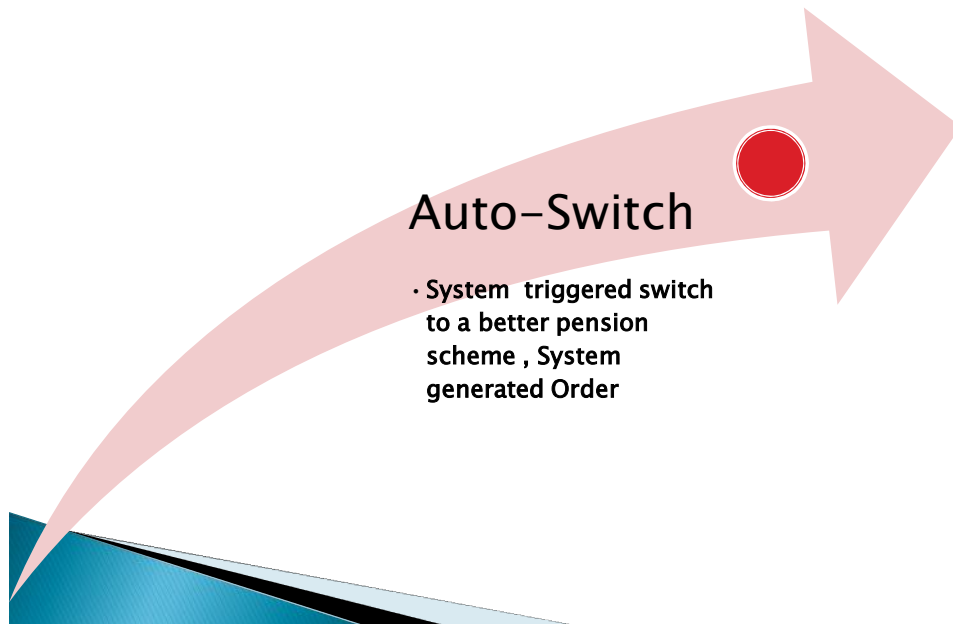 Auto-Switch
• System  triggered switch
to a better pension
scheme , System
generated Order